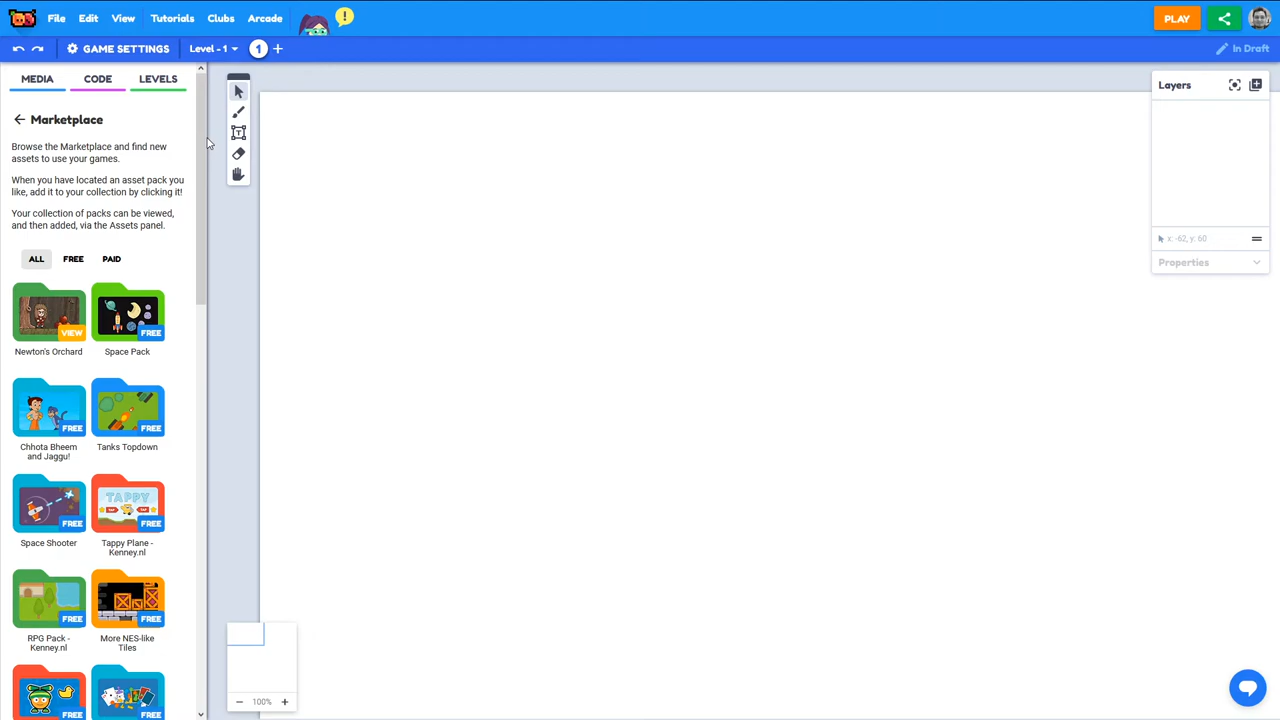 File Edit View Tutorials Clubs Arcade
!
PLAY
GAME SETTINGS Level - 1 1 +
In Draft
MEDIA CODE LEVELS
Marketplace
Browse the Marketplace and find new
assets to use your games.
When you have located an asset pack you
like, add it to your collection by clicking it!
Your collection of packs can be viewed,
and then added, via the Assets panel.
ALL FREE PAID
VIEW FREE
Newton's Orchard Space Pack
FREE FREE
Chhota Bheem
and Jaggu!
Tanks Topdown
FREE
TAPPY
TAP TAP
FREE
Space Shooter
Tappy Plane -
Kenney.nl
FREE FREE
RPG Pack -
Kenney.nl
More NES-like
Tiles
FREE FREE
T
Layers
x: -62, y: 60
Properties
100%